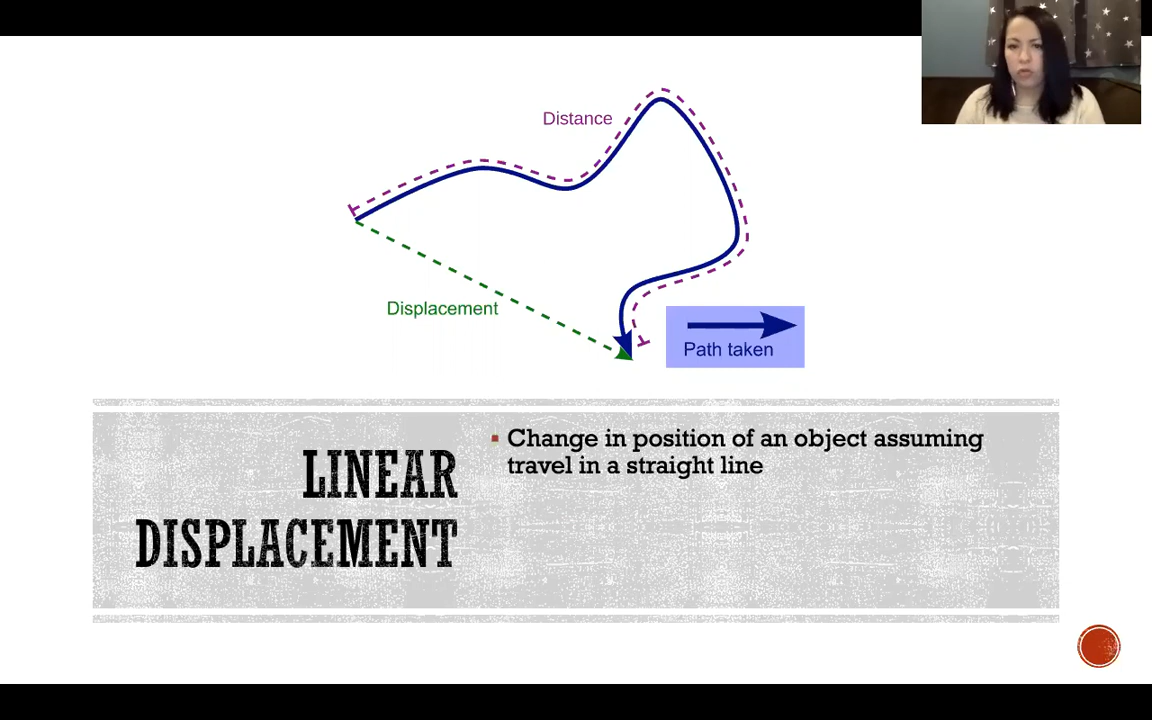 Distance
Displacement
Path taken
LINEAR
DISPLACEMENT
▪ Change in position of an object assuming
travel in a straight line